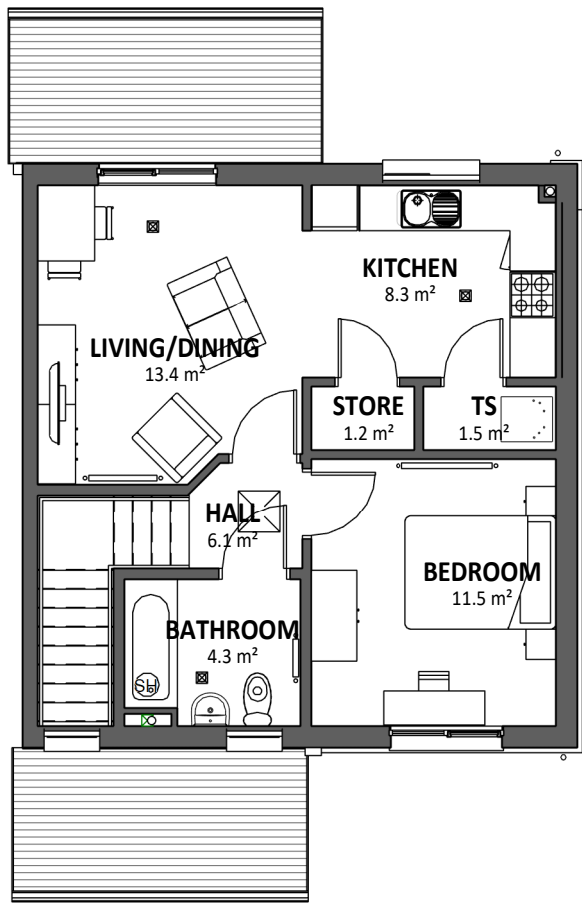 KITCHEN
8.3 m²
LIVING/DINING
13.4 m²
STORE
1.2 m²
TS
1.5 m²
HALL
6.1 m²
BEDROOM
11.5 m²
BATHROOM
4.3 m²
SH